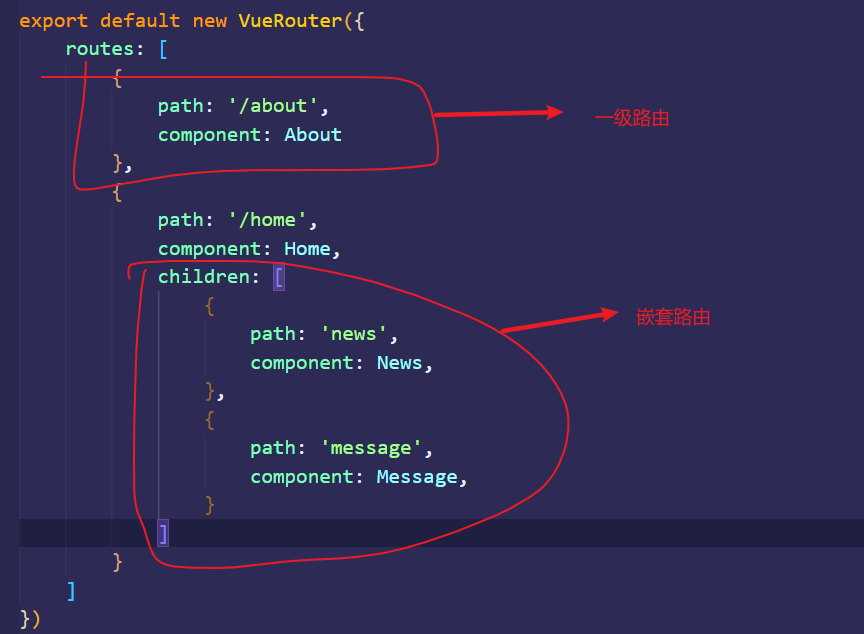 export default new VueRouter({
routes: [
{
path: '/about',
component: About
},
一级路由
{
path: '/home',
component: Home,
children: [
{
path: 'news',
component: News,
},
嵌套路由
{
path: 'message',
component: Message,
}
]
}
]
})